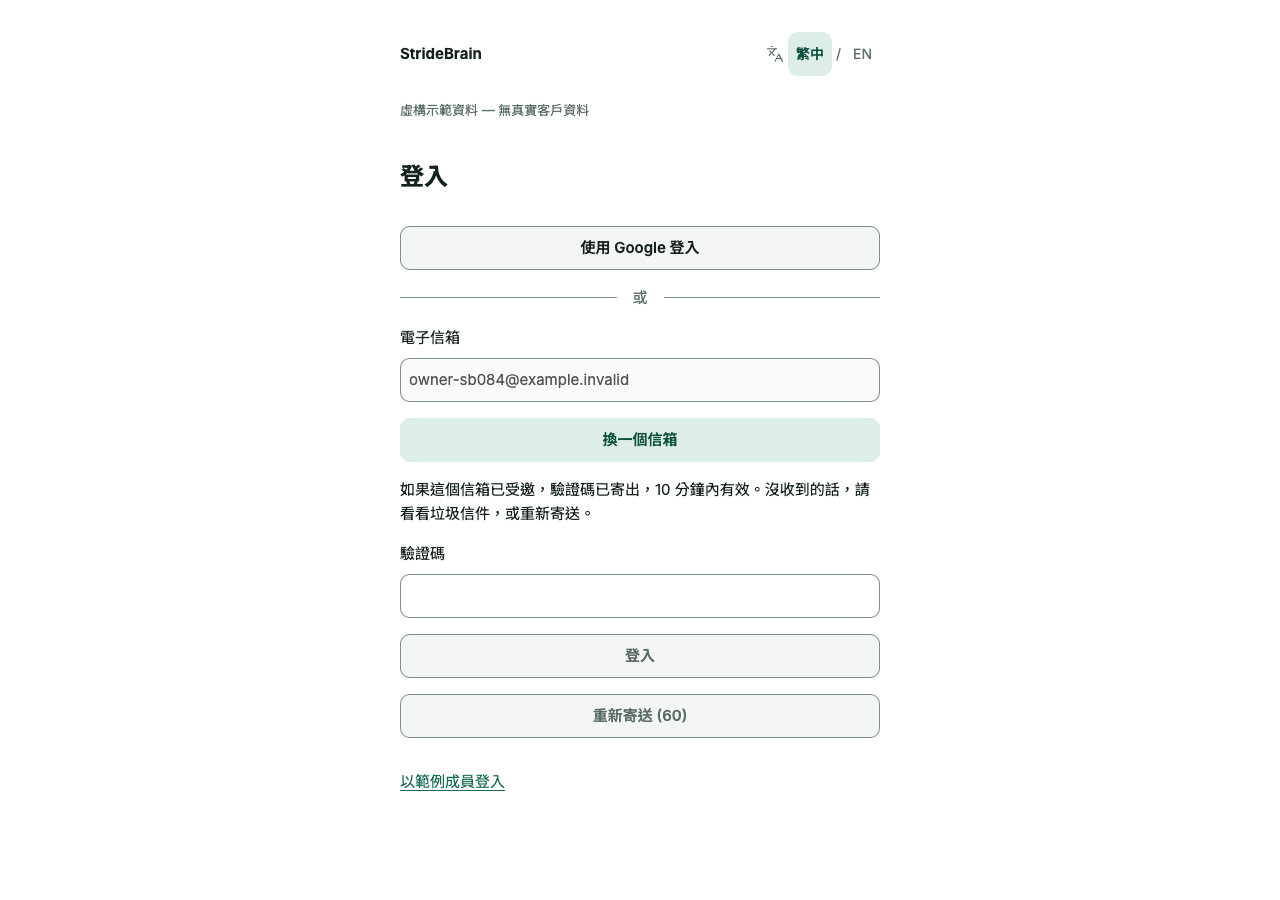 StrideBrain
繁中 / EN
虛構示範資料 — 無真實客戶資料
登入
使用 Google 登入
或
電子信箱
owner-sb084@example.invalid
換一個信箱
如果這個信箱已受邀，驗證碼已寄出，10 分鐘內有效。沒收到的話，請
看看垃圾信件，或重新寄送。
驗證碼
登入
重新寄送 (60)
以範例成員登入